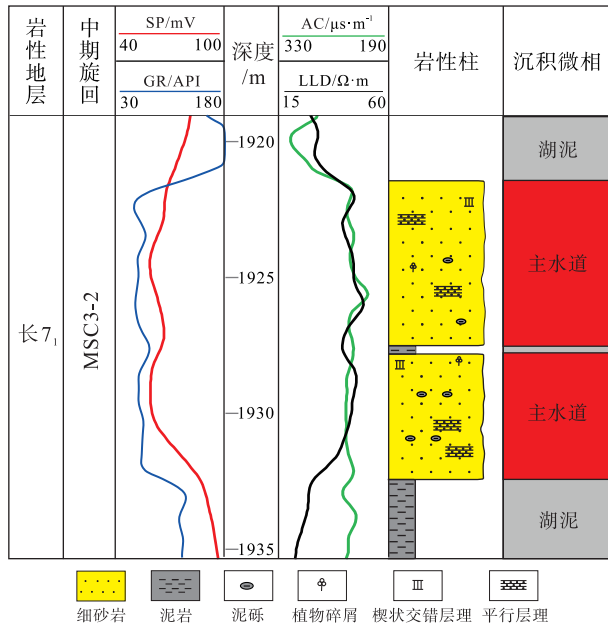 岩性地层
中期旋回
SP/mV
40 100
GR/API
30 180
深度
/m
AC/μs·m⁻¹
330 190
LLD/Ω·m
15 60
岩性柱
沉积微相
长7₁
MSC3-2
1920
1925
1930
1935
湖泥
主水道
主水道
湖泥
细砂岩
泥岩
泥砾
植物碎屑
楔状交错层理
平行层理